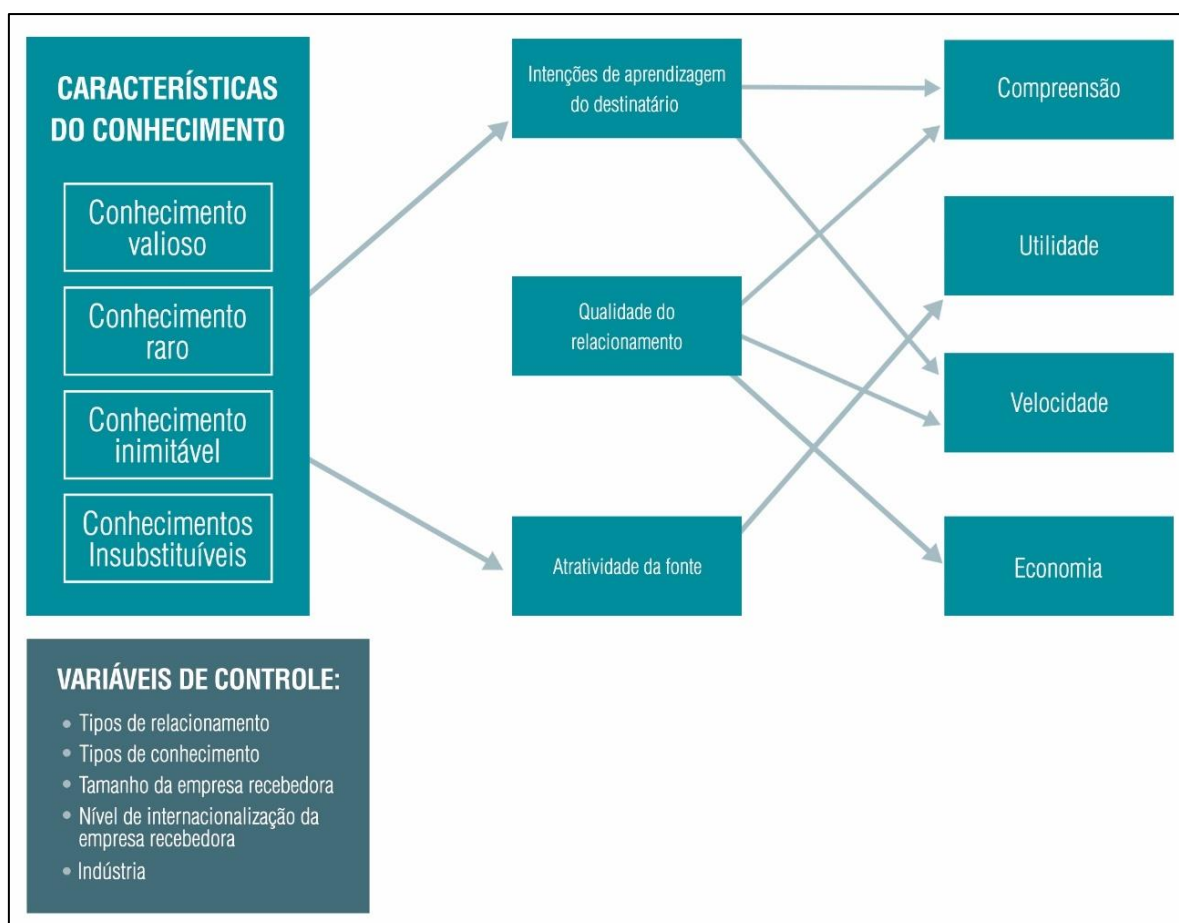 CARACTERÍSTICAS
DO CONHECIMENTO
Conhecimento
valioso
Conhecimento
raro
Conhecimento
inimitável
Conhecimentos
Insubstituíveis
Intenções de aprendizagem
do destinatário
Qualidade do
relacionamento
Atratividade da fonte
Compreensão
Utilidade
Velocidade
Economia
VARIÁVEIS DE CONTROLE:
• Tipos de relacionamento
• Tipos de conhecimento
• Tamanho da empresa recebedora
• Nível de internacionalização da
empresa recebedora
• Indústria